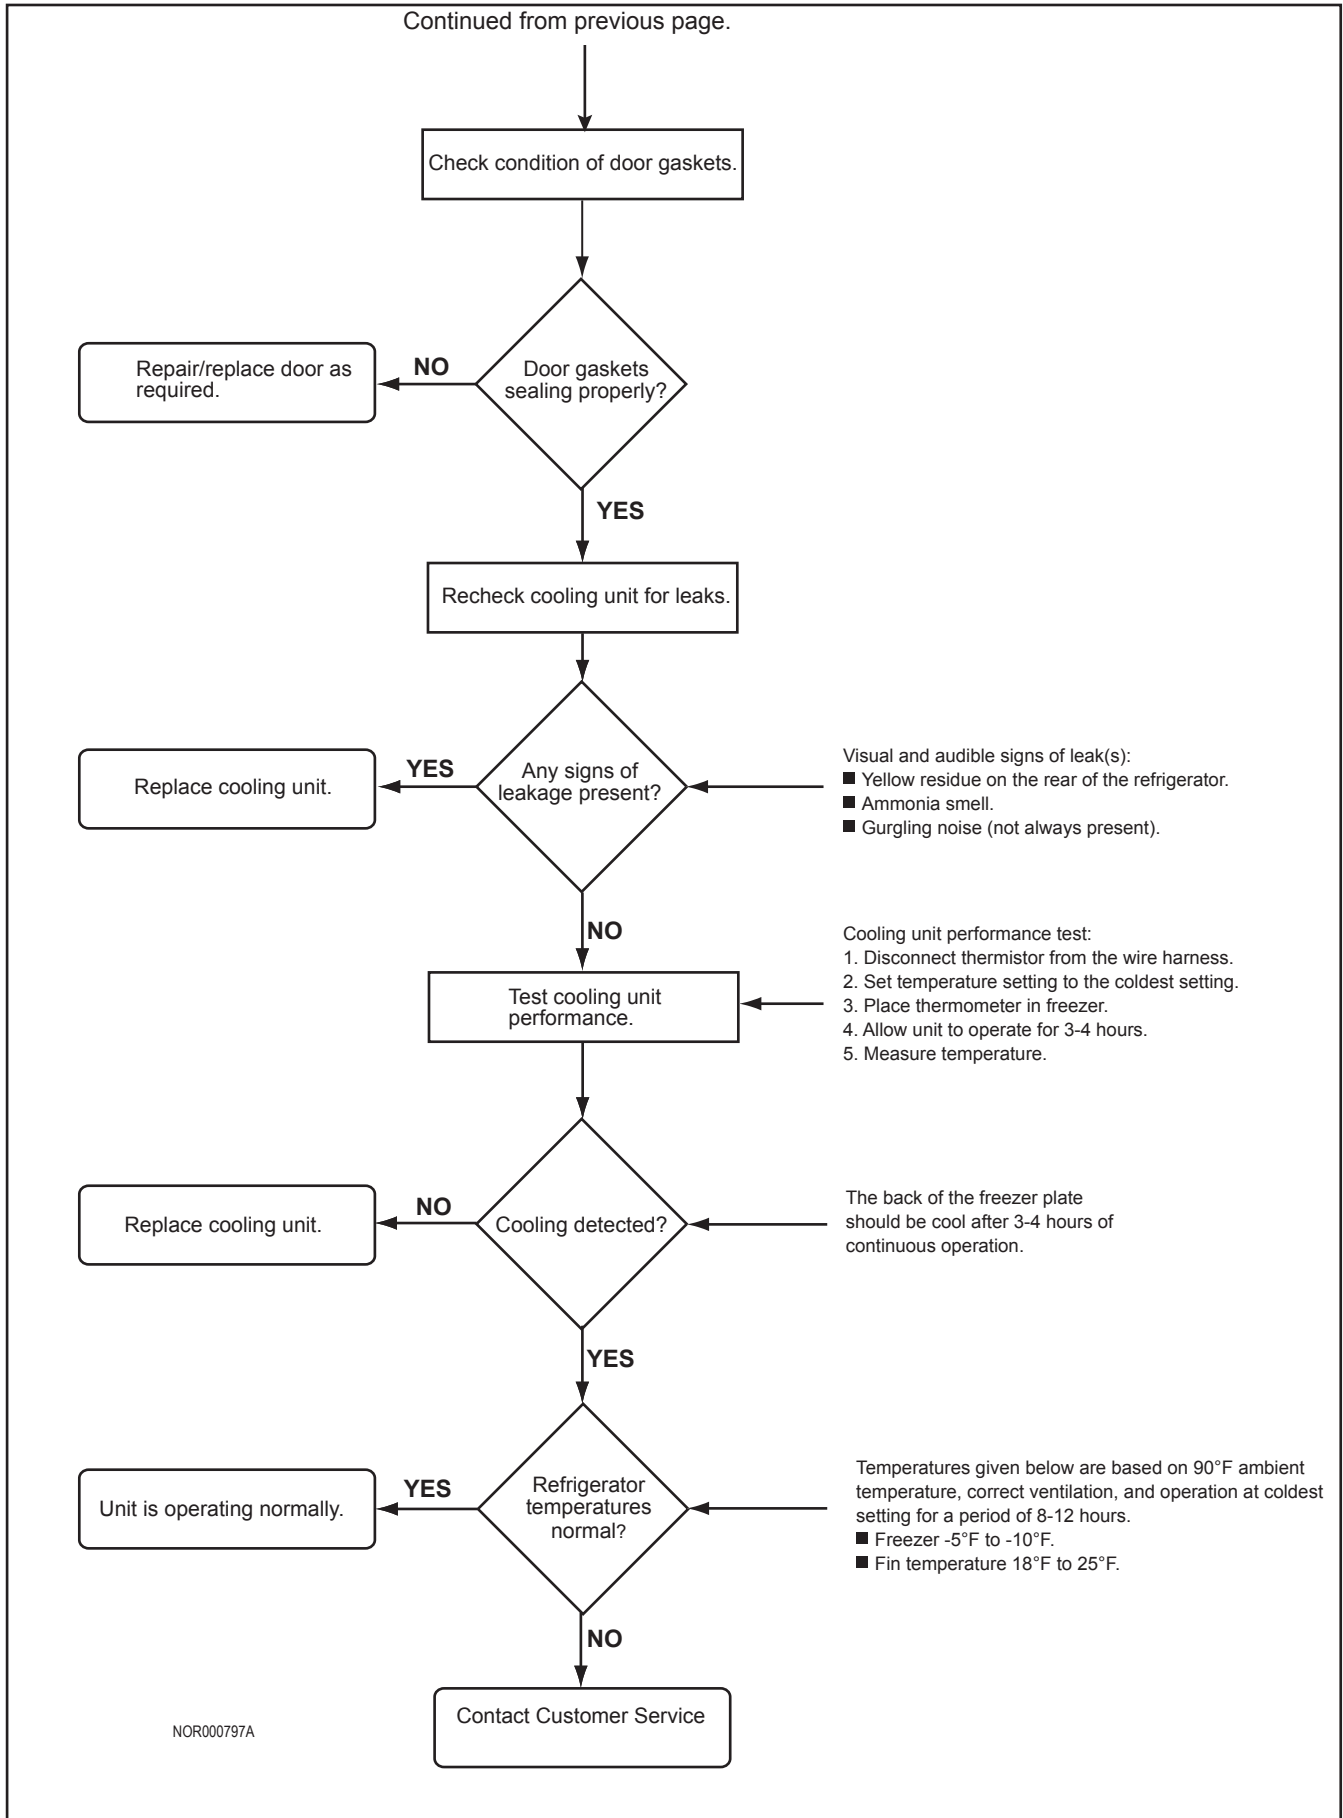 Continued from previous page.
Check condition of door gaskets.
Door gaskets
sealing properly?
NO
Repair/replace door as
required.
YES
Recheck cooling unit for leaks.
Any signs of
leakage present?
YES
Replace cooling unit.
Visual and audible signs of leak(s):
■ Yellow residue on the rear of the refrigerator.
■ Ammonia smell.
■ Gurgling noise (not always present).
NO
Test cooling unit
performance.
Cooling unit performance test:
1. Disconnect thermistor from the wire harness.
2. Set temperature setting to the coldest setting.
3. Place thermometer in freezer.
4. Allow unit to operate for 3-4 hours.
5. Measure temperature.
Cooling detected?
NO
Replace cooling unit.
The back of the freezer plate
should be cool after 3-4 hours of
continuous operation.
YES
Refrigerator
temperatures
normal?
YES
Unit is operating normally.
Temperatures given below are based on 90°F ambient
temperature, correct ventilation, and operation at coldest
setting for a period of 8-12 hours.
■ Freezer -5°F to -10°F.
■ Fin temperature 18°F to 25°F.
NO
Contact Customer Service
NOR000797A